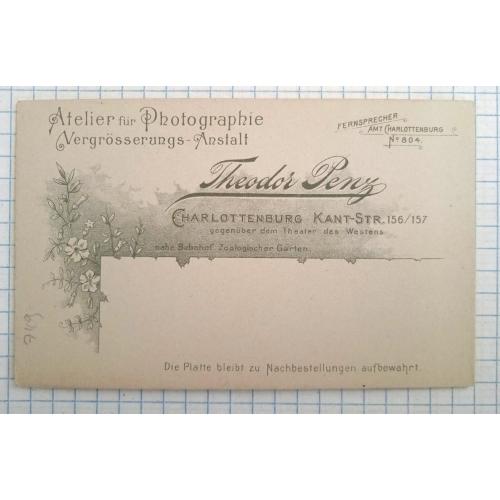 Atelier für Photographie
Vergrösserungs-Anstalt
FERNSPRECHER
AMT CHARLOTTENBURG
No 804.
Theodor Penz
CHARLOTTENBURG KANT-STR. 156/157
gegenüber dem Theater des Westens
nahe Bahnhof Zoologischer Garten.
Die Platte bleibt zu Nachbestellungen aufbewahrt.